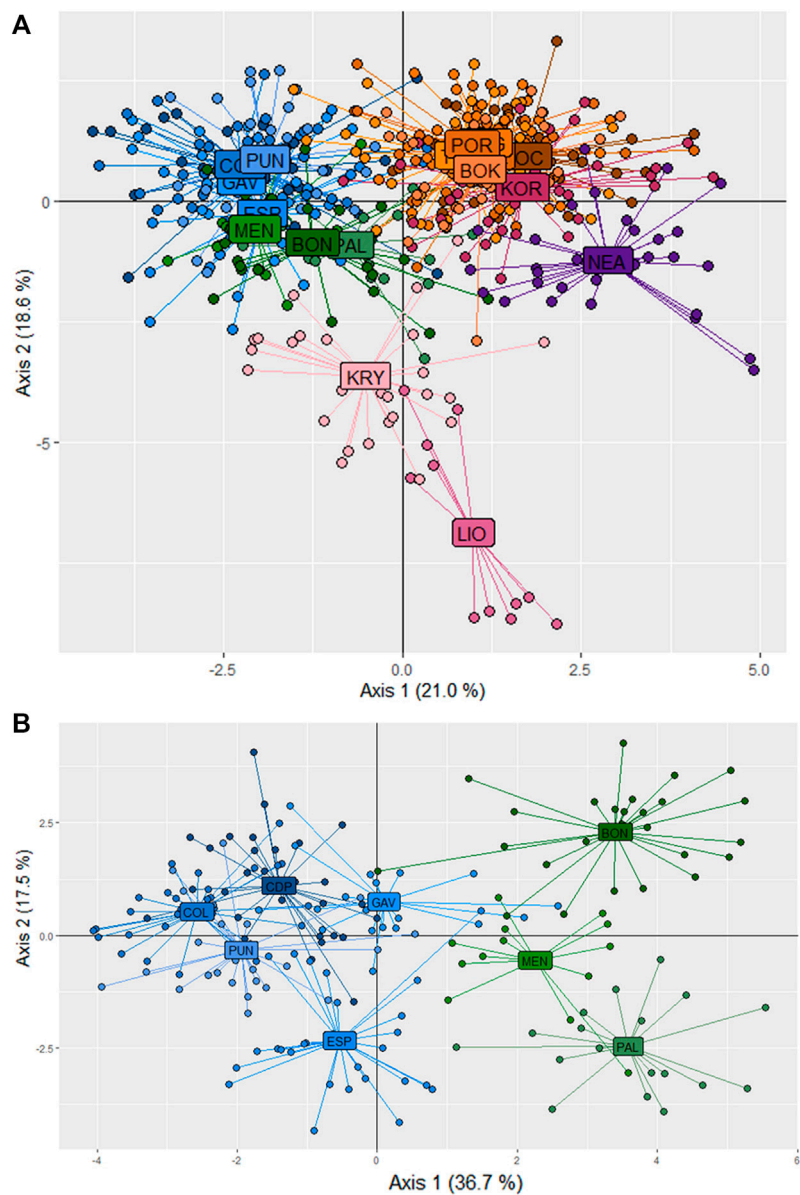 A
PUN
GAV
POR
OC
BOK
KOR
0
ESP
MEN
BON PAL
NEA
Axis 2 (18.6 %)
KRY
-5
LIO
-2.5 0.0 2.5 5.0
Axis 1 (21.0 %)
B
2.5
BON
CDP
GAV
COL
0.0
PUN
MEN
Axis 2 (17.5 %)
ESP
PAL
-2.5
-4 -2 0 2 4 6
Axis 1 (36.7 %)